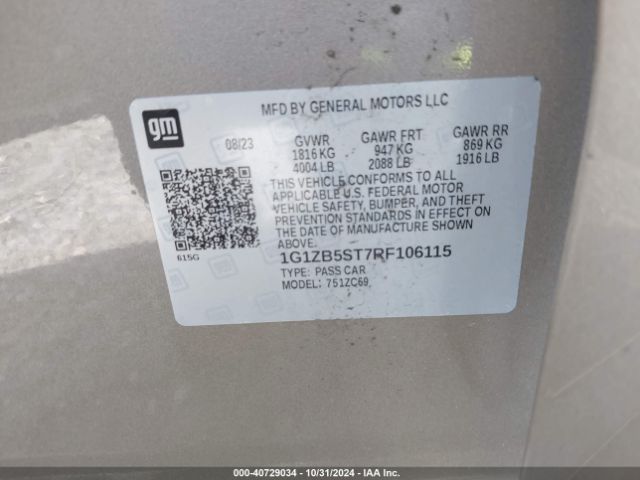 MFD BY GENERAL MOTORS LLC
gm
08/23 GVWR GAWR FRT GAWR RR
1816 KG 947 KG 869 KG
4004 LB 2088 LB 1916 LB
THIS VEHICLE CONFORMS TO ALL
APPLICABLE U.S. FEDERAL MOTOR
VEHICLE SAFETY, BUMPER, AND THEFT
PREVENTION STANDARDS IN EFFECT ON
THE DATE OF MANUFACTURE SHOWN
ABOVE.
615G
1G1ZB5ST7RF106115
TYPE: PASS CAR
MODEL: 751ZC69
000-40729034 - 10/31/2024 - IAA Inc.